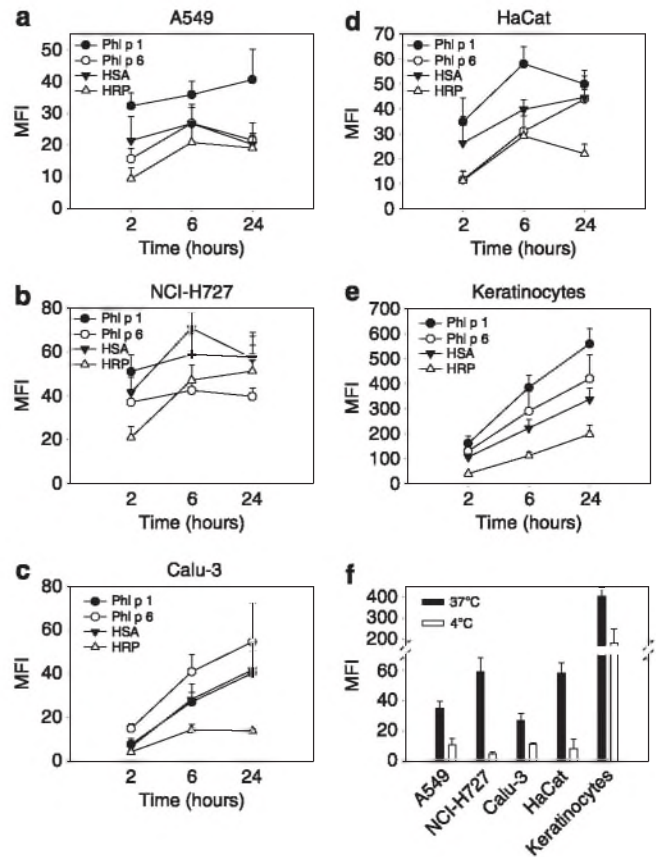 a
A549
Phl p 1
Phl p 6
HSA
HRP
50
40
30
20
10
0
MFI
2 6 24
Time (hours)
b
NCI-H727
Phl p 1
Phl p 6
HSA
HRP
80
60
40
20
0
MFI
2 6 24
Time (hours)
c
Calu-3
Phl p 1
Phl p 6
HSA
HRP
80
60
40
20
0
MFI
2 6 24
Time (hours)
d
HaCat
Phl p 1
Phl p 6
HSA
HRP
70
60
50
40
30
20
10
0
MFI
2 6 24
Time (hours)
e
Keratinocytes
Phl p 1
Phl p 6
HSA
HRP
700
600
500
400
300
200
100
0
MFI
2 6 24
Time (hours)
f
37°C
4°C
400
300
200
60
40
20
0
MFI
A549
NCI-H727
Calu-3
HaCat
Keratinocytes